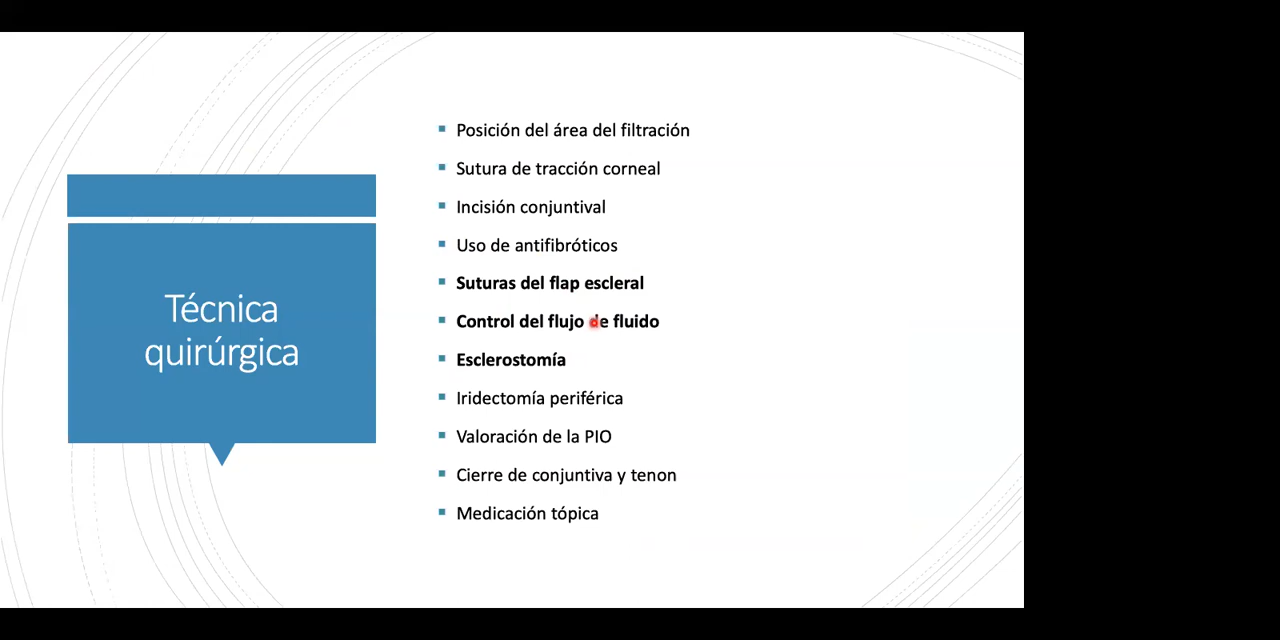 Técnica
quirúrgica
Posición del área del filtración
Sutura de tracción corneal
Incisión conjuntival
Uso de antifibróticos
Suturas del flap escleral
Control del flujo de fluido
Esclerostomía
Iridectomía periférica
Valoración de la PIO
Cierre de conjuntiva y tenon
Medicación tópica